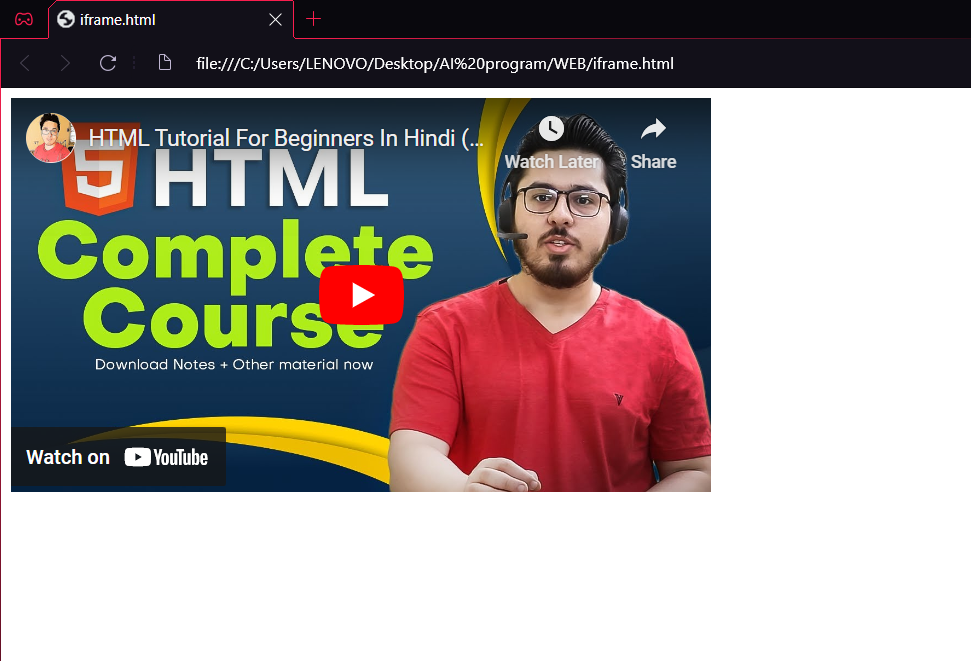 iframe.html
file:///C:/Users/LENOVO/Desktop/AI%20program/WEB/iframe.html
HTML Tutorial For Beginners In Hindi (...
Watch Later
Share
5
HTML
Complete
Course
Download Notes + Other material now
Watch on YouTube